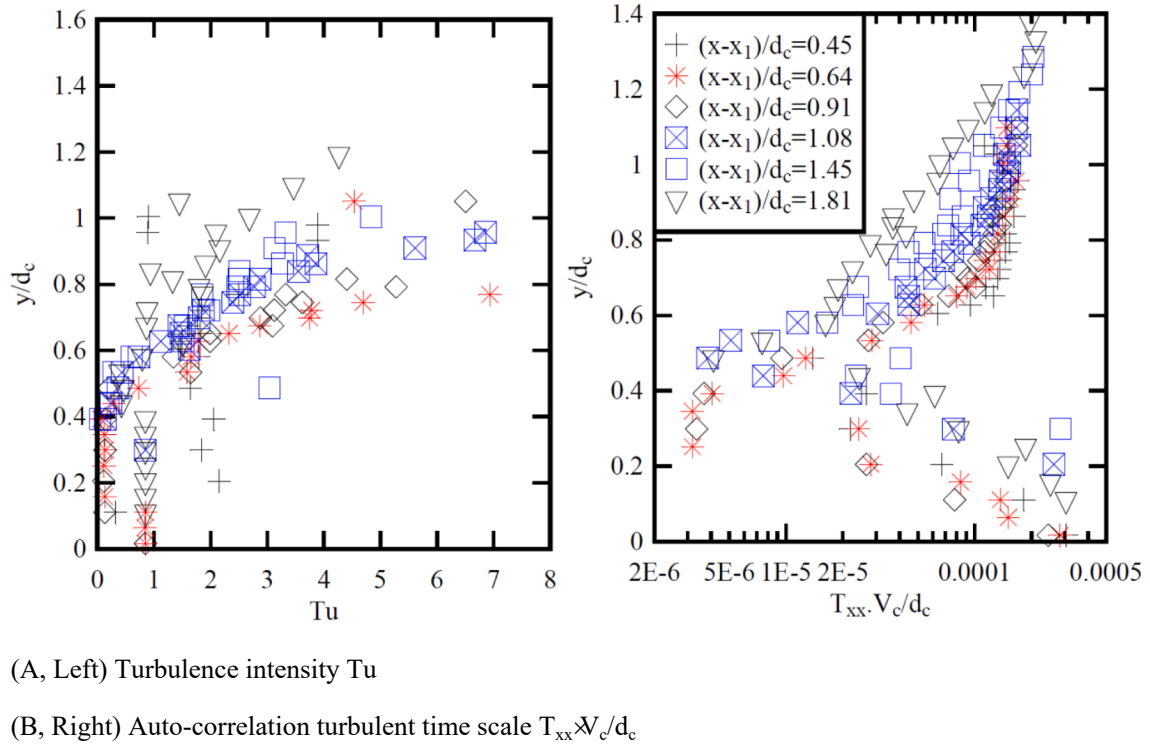 1.6
1.4
1.2
1
0.8
0.6
0.4
0.2
0
y/dc
0 1 2 3 4 5 6 7 8
Tu
1.4
1.2
1
0.8
0.6
0.4
0.2
0
y/dc
(x-x1)/dc=0.45
(x-x1)/dc=0.64
(x-x1)/dc=0.91
(x-x1)/dc=1.08
(x-x1)/dc=1.45
(x-x1)/dc=1.81
2E-6 5E-6 1E-5 2E-5 0.0001 0.0005
Txx.Vc/dc
(A, Left) Turbulence intensity Tu
(B, Right) Auto-correlation turbulent time scale Txx×Vc/dc